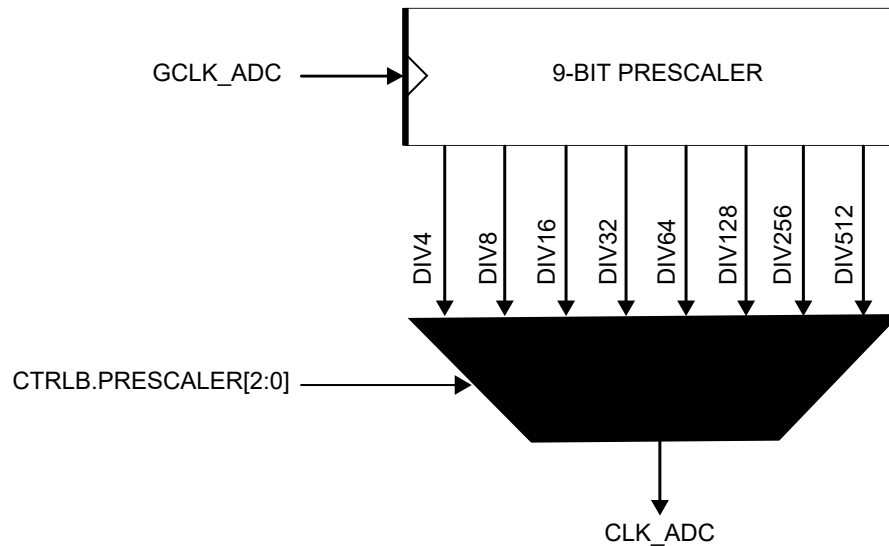 GCLK_ADC
9-BIT PRESCALER
DIV4
DIV8
DIV16
DIV32
DIV64
DIV128
DIV256
DIV512
CTRLB.PRESCALER[2:0]
CLK_ADC